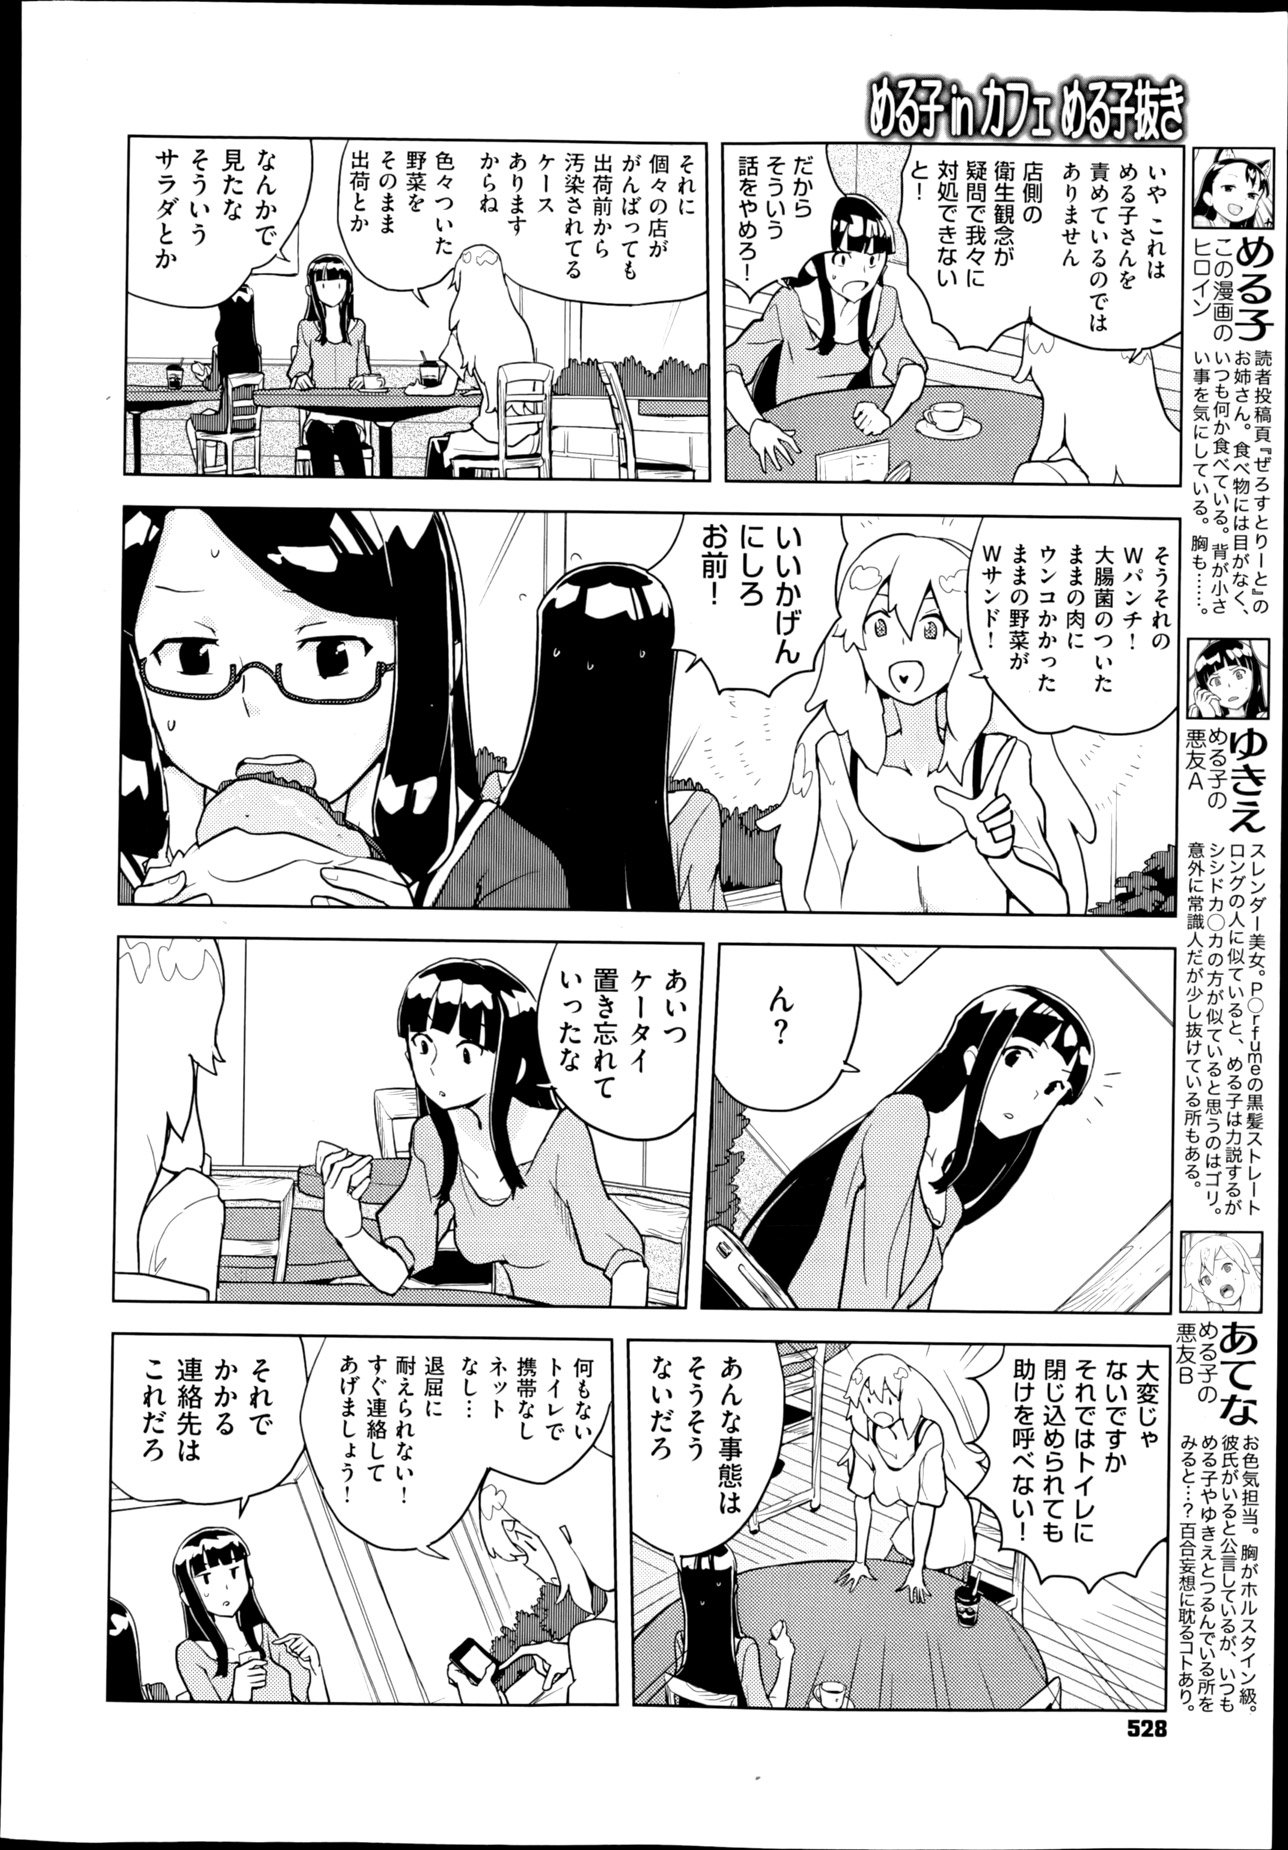 める子 in カフェ める子抜き
いや これは
める子さんを
責めているのでは
ありません
店側の
衛生観念が
疑問で我々に
対処できない
と!
だから
そういう
話をやめろ!
それに
個々の店が
がんばっても
出荷前から
汚染されてる
ケース
あります
からね
色々ついた
野菜を
そのまま
出荷とか
なんかで
見たな
そういう
サラダとか
そうそれの
Wパンチ!
大腸菌のついた
ままの肉に
ウンコかかった
ままの野菜が
Wサンド!
いいかげん
にしろ
お前!
ん?
あいつ
ケータイ
置き忘れて
いったな
大変じゃ
ないですか
それではトイレに
閉じ込められても
助けを呼べない!
あんな事態は
そうそう
ないだろ
何もない
トイレで
携帯なし
ネット
なし…
退屈に
耐えられない!
すぐ連絡して
あげましょう!
それで
かかる
連絡先は
これだろ
める子
この漫画の
ヒロイン
読者投稿頁『ぜろすとりーと』の
お姉さん。食べ物には目がなく、
いつも何か食べている。背が小さ
い事を気にしている。胸も……。
ゆきえ
める子の
悪友A
スレンダー美女。P○rfumeの黒髪ストレート
ロングの人に似ていると、める子は力説するが
シシドカ○カの方が似ていると思うのはゴリ。
意外に常識人だが少し抜けている所もある。
あてな
める子の
悪友B
お色気担当。胸がホルスタイン級。
彼氏がいると公言しているが、いつも
める子やゆきえとつるんでいる所を
みると…?百合妄想に耽るコトあり。
528